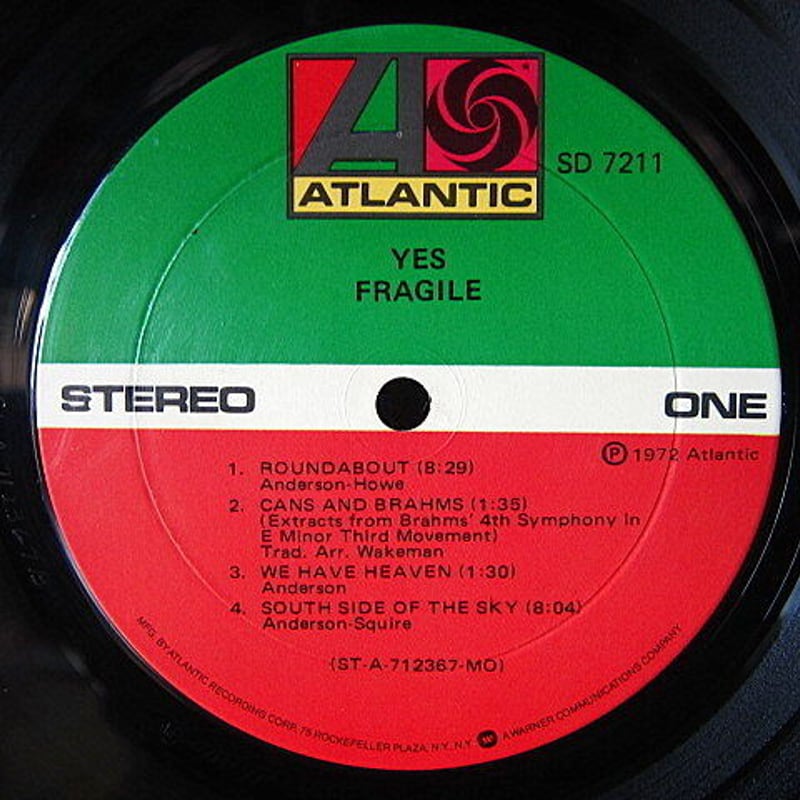 A
ATLANTIC
SD 7211
YES
FRAGILE
STEREO
ONE
Ⓟ 1972 Atlantic
1. ROUNDABOUT (8:29)
Anderson-Howe
2. CANS AND BRAHMS (1:35)
(Extracts from Brahms' 4th Symphony in
E Minor Third Movement)
Trad. Arr. Wakeman
3. WE HAVE HEAVEN (1:30)
Anderson
4. SOUTH SIDE OF THE SKY (8:04)
Anderson-Squire
(ST-A-712367-MO)
MFG. BY ATLANTIC RECORDING CORP. 75 ROCKEFELLER PLAZA, N.Y., N.Y. A WARNER COMMUNICATIONS COMPANY